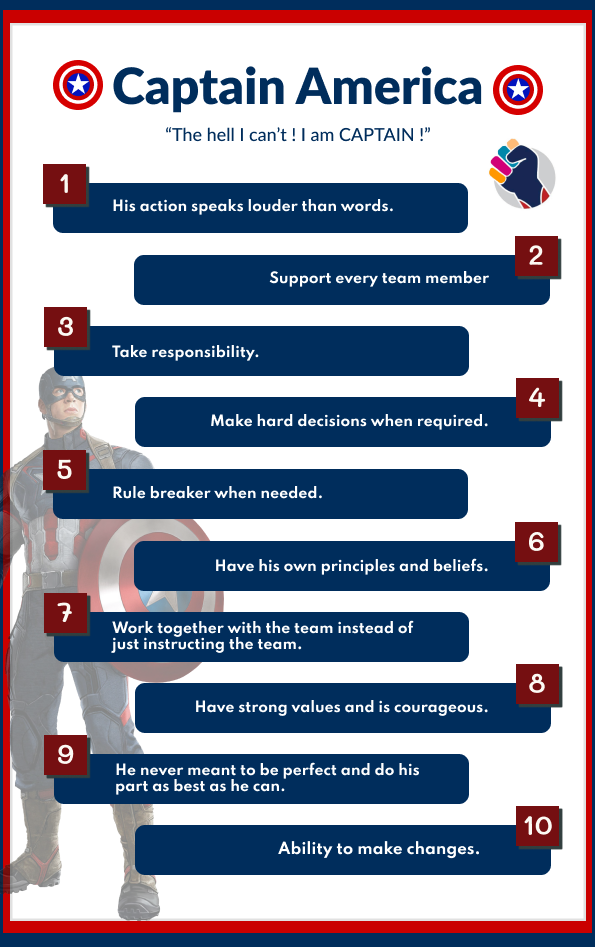 Captain America
“The hell I can't ! I am CAPTAIN !”
1
His action speaks louder than words.
2
Support every team member
3
Take responsibility.
4
Make hard decisions when required.
5
Rule breaker when needed.
6
Have his own principles and beliefs.
7
Work together with the team instead of
just instructing the team.
8
Have strong values and is courageous.
9
He never meant to be perfect and do his
part as best as he can.
10
Ability to make changes.